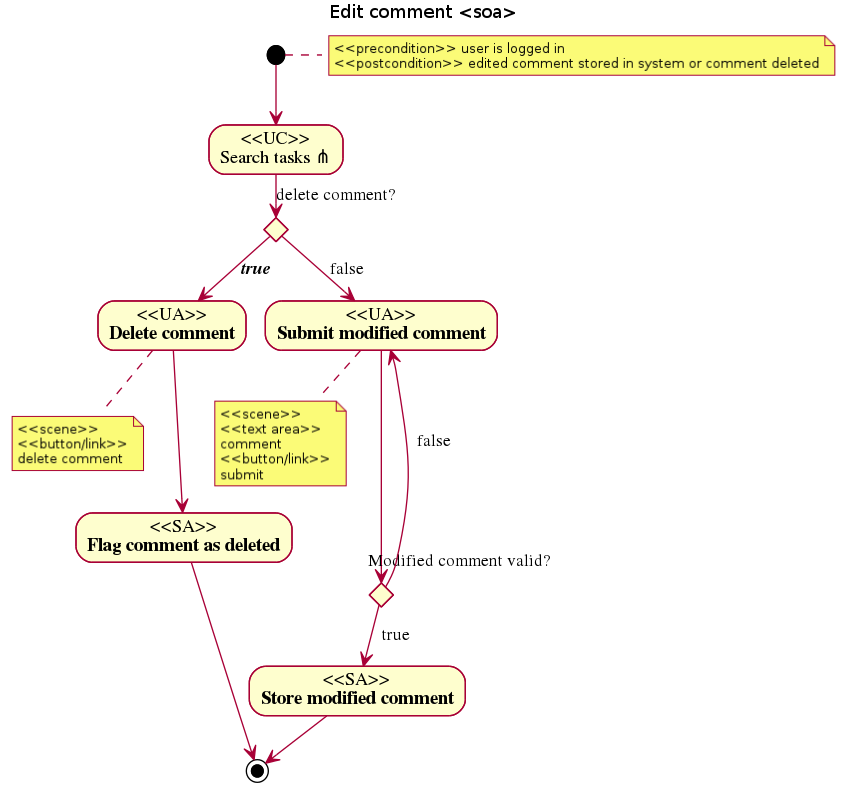 Edit comment <soa>
<<precondition>> user is logged in
<<postcondition>> edited comment stored in system or comment deleted
<<UC>>
Search tasks ⋔
delete comment?
true
false
<<UA>>
Delete comment
<<UA>>
Submit modified comment
<<scene>>
<<button/link>>
delete comment
<<scene>>
<<text area>>
comment
<<button/link>>
submit
false
<<SA>>
Flag comment as deleted
Modified comment valid?
true
<<SA>>
Store modified comment